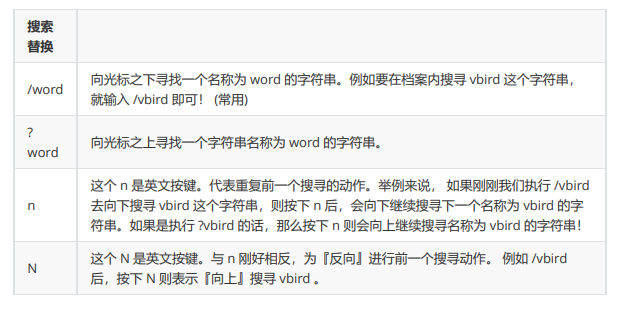 搜索
替换
/word
向光标之下寻找一个名称为 word 的字符串。例如要在档案内搜寻 vbird 这个字符串，
就输入 /vbird 即可！ (常用)
?
word
向光标之上寻找一个字符串名称为 word 的字符串。
n
这个 n 是英文按键。代表重复前一个搜寻的动作。举例来说， 如果刚刚我们执行 /vbird
去向下搜寻 vbird 这个字符串，则按下 n 后，会向下继续搜寻下一个名称为 vbird 的字
符串。如果是执行 ?vbird 的话，那么按下 n 则会向上继续搜寻名称为 vbird 的字符串！
N
这个 N 是英文按键。与 n 刚好相反，为『反向』进行前一个搜寻动作。 例如 /vbird
后，按下 N 则表示『向上』搜寻 vbird 。